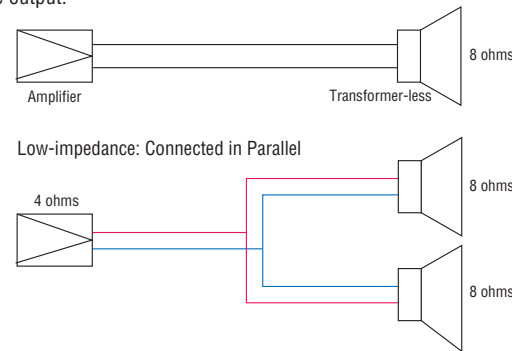 output.
8 ohms
Amplifier
Transformer-less
Low-impedance: Connected in Parallel
4 ohms
8 ohms
8 ohms